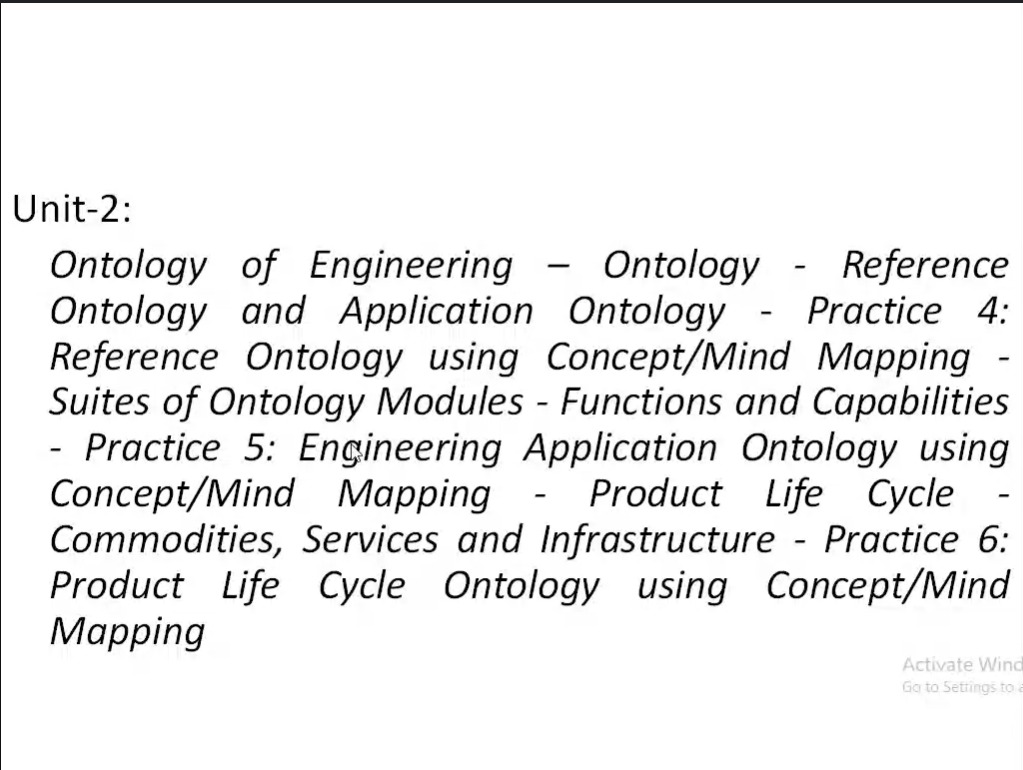 Unit-2:
Ontology of Engineering – Ontology - Reference
Ontology and Application Ontology - Practice 4:
Reference Ontology using Concept/Mind Mapping -
Suites of Ontology Modules - Functions and Capabilities
- Practice 5: Engineering Application Ontology using
Concept/Mind Mapping - Product Life Cycle -
Commodities, Services and Infrastructure - Practice 6:
Product Life Cycle Ontology using Concept/Mind
Mapping
Activate Wind
Go to Settings to a